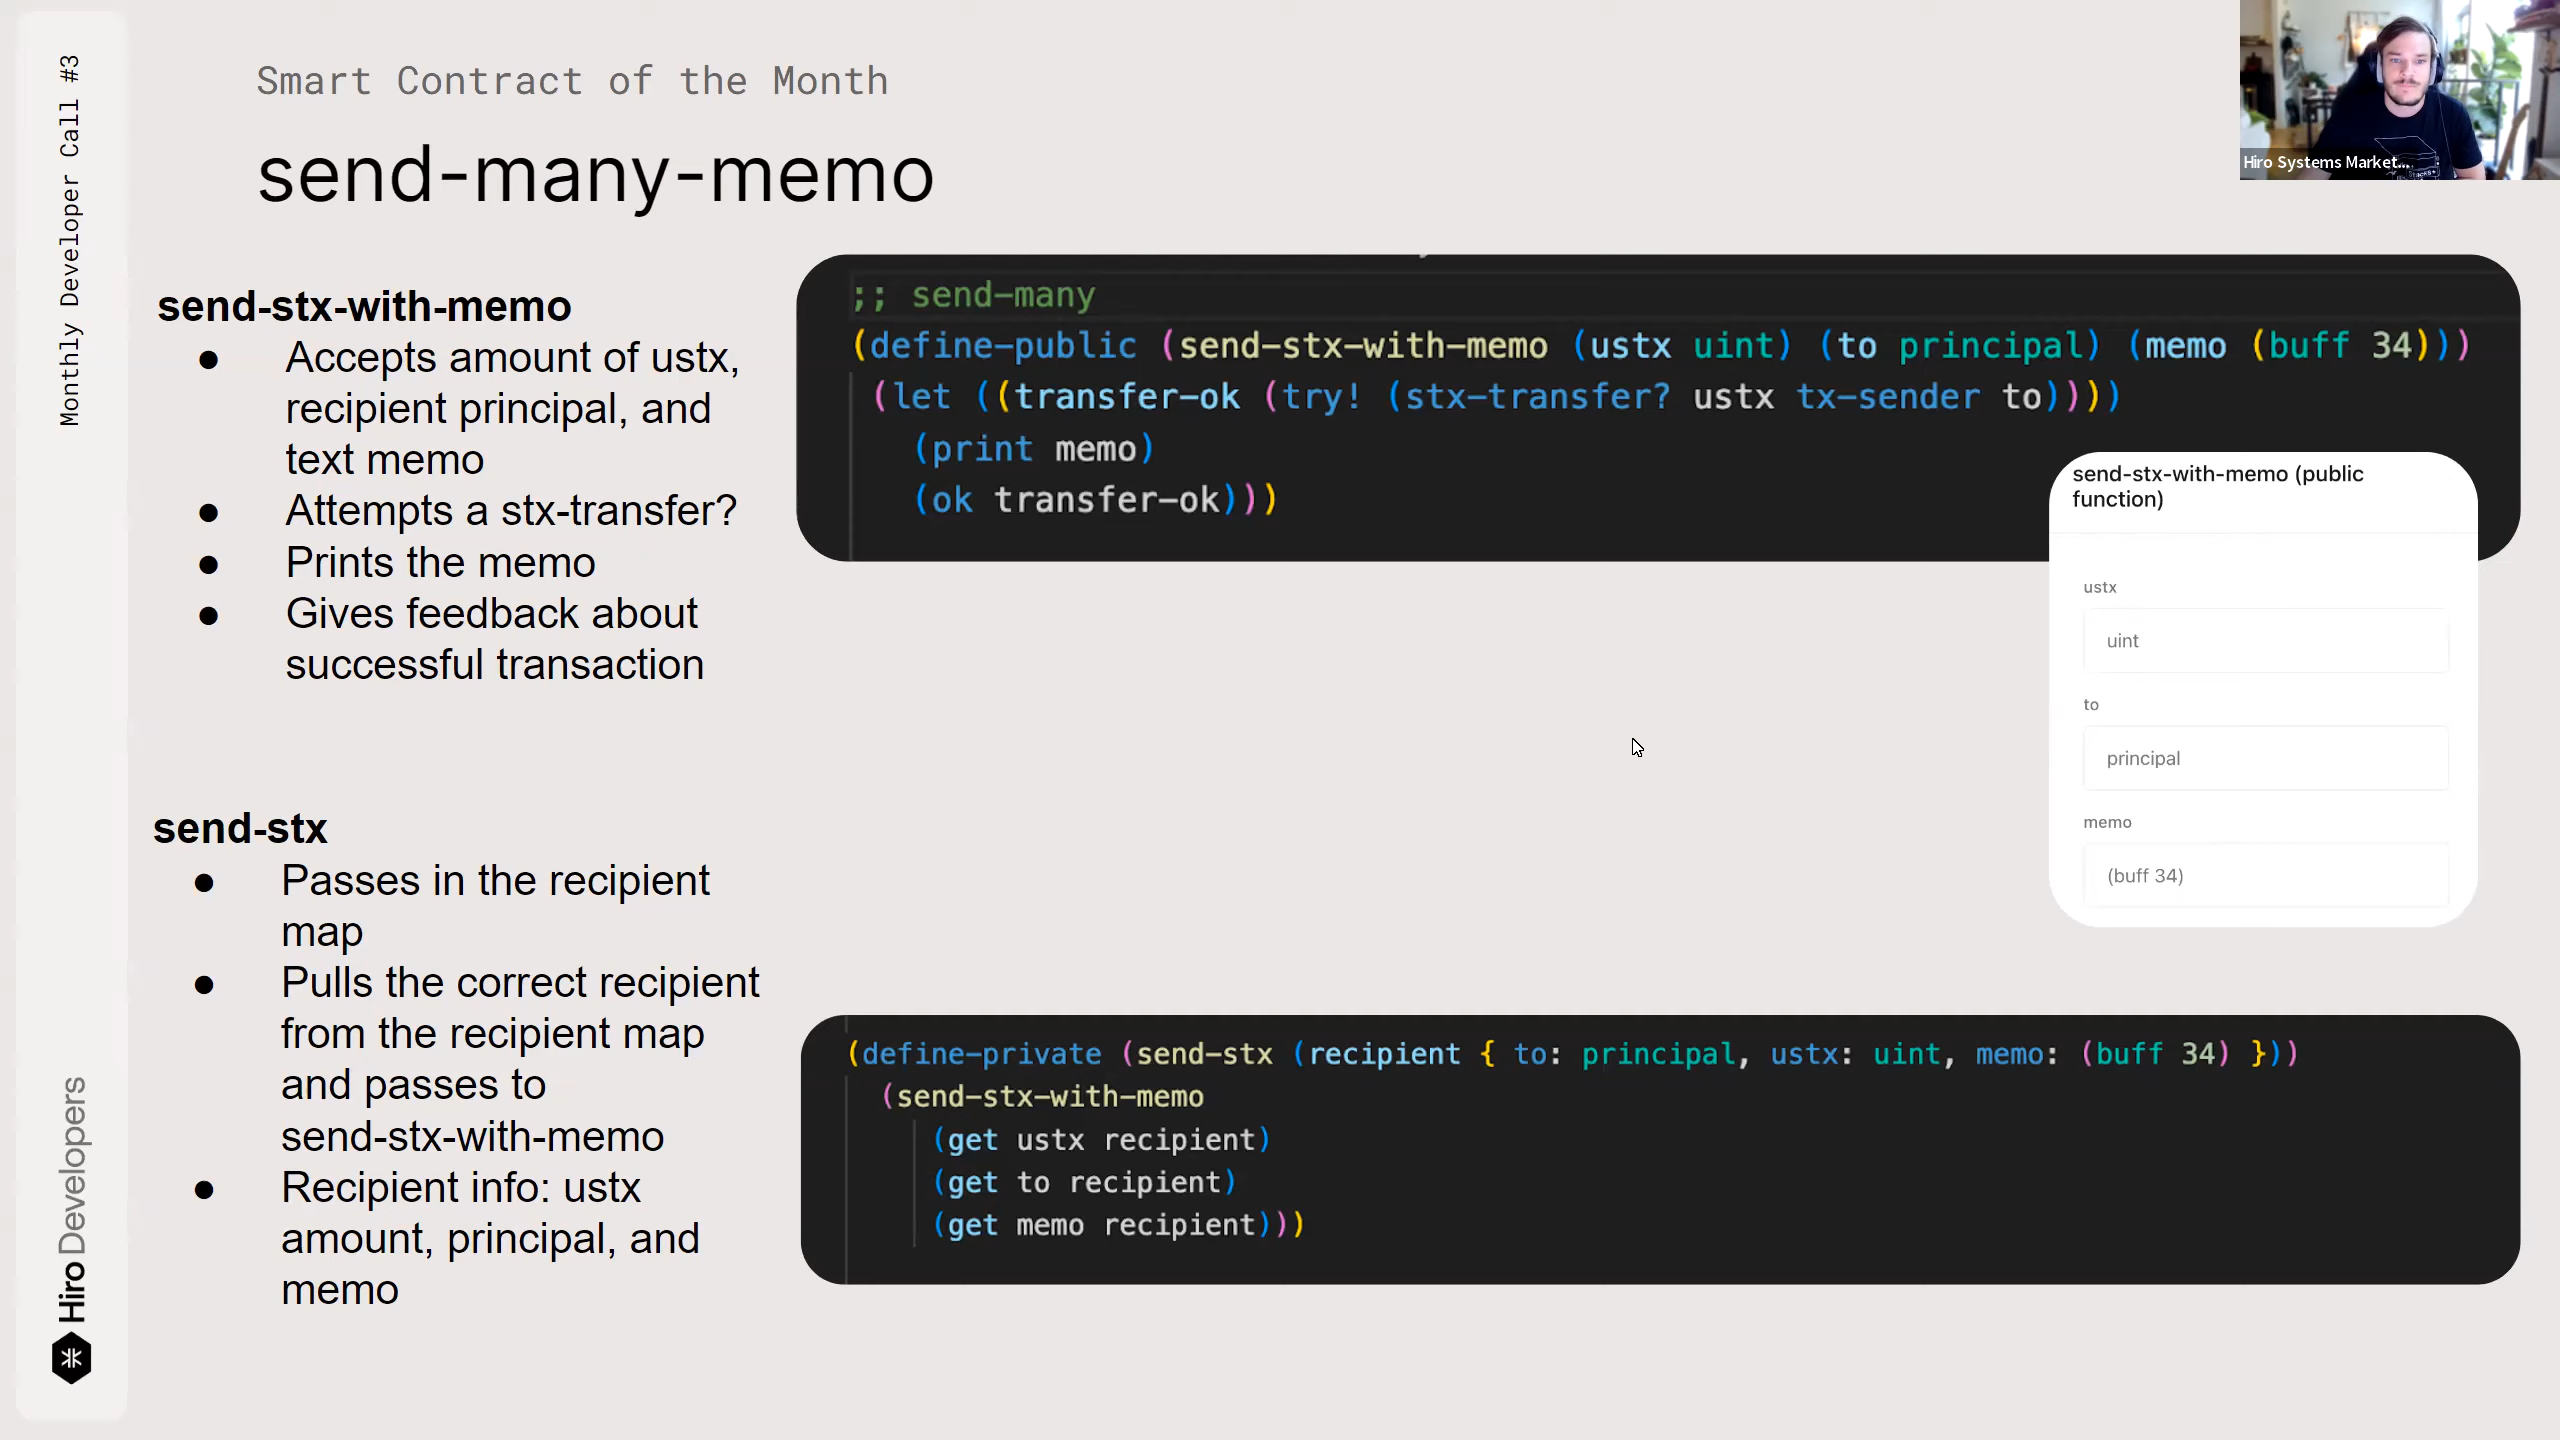 Monthly Developer Call #3
Smart Contract of the Month
send-many-memo
Hiro Systems Market...
send-stx-with-memo
● Accepts amount of ustx,
recipient principal, and
text memo
● Attempts a stx-transfer?
● Prints the memo
● Gives feedback about
successful transaction
;; send-many
(define-public (send-stx-with-memo (ustx uint) (to principal) (memo (buff 34)))
(let ((transfer-ok (try! (stx-transfer? ustx tx-sender to))))
(print memo)
(ok transfer-ok)))
send-stx-with-memo (public
function)
ustx
uint
to
principal
memo
(buff 34)
send-stx
● Passes in the recipient
map
● Pulls the correct recipient
from the recipient map
and passes to
send-stx-with-memo
● Recipient info: ustx
amount, principal, and
memo
(define-private (send-stx (recipient { to: principal, ustx: uint, memo: (buff 34) }))
(send-stx-with-memo
(get ustx recipient)
(get to recipient)
(get memo recipient)))
Hiro Developers